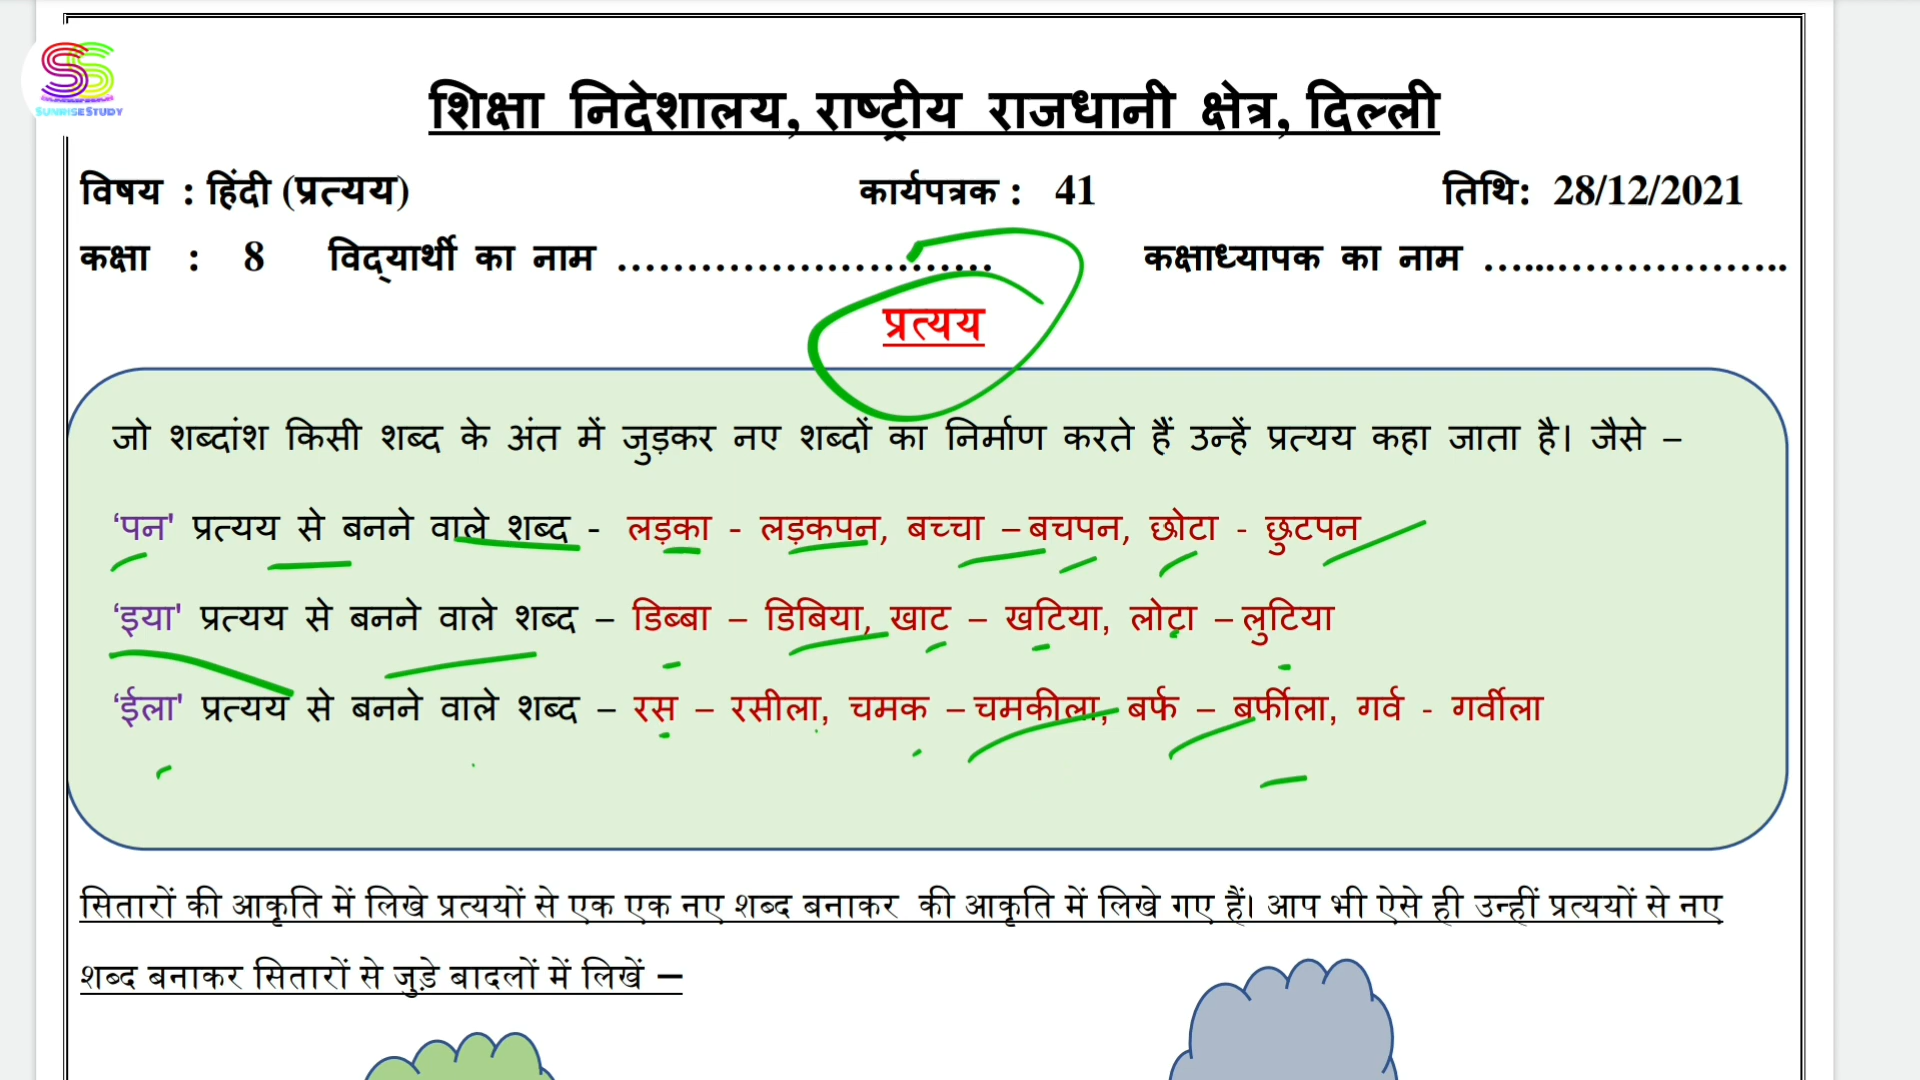 SUNRISE STUDY
शिक्षा निदेशालय, राष्ट्रीय राजधानी क्षेत्र, दिल्ली
विषय : हिंदी (प्रत्यय) कार्यपत्रक : 41 तिथि: 28/12/2021
कक्षा : 8 विद्यार्थी का नाम ……………….……….. कक्षाध्यापक का नाम …...……………..
प्रत्यय
जो शब्दांश किसी शब्द के अंत में जुड़कर नए शब्दों का निर्माण करते हैं उन्हें प्रत्यय कहा जाता है। जैसे –
‘पन' प्रत्यय से बनने वाले शब्द - लड़का - लड़कपन, बच्चा – बचपन, छोटा - छुटपन
‘इया' प्रत्यय से बनने वाले शब्द – डिब्बा – डिबिया, खाट – खटिया, लोटा – लुटिया
‘ईला' प्रत्यय से बनने वाले शब्द – रस – रसीला, चमक – चमकीला, बर्फ – बर्फीला, गर्व - गर्वीला
सितारों की आकृति में लिखे प्रत्ययों से एक एक नए शब्द बनाकर की आकृति में लिखे गए हैं। आप भी ऐसे ही उन्हीं प्रत्ययों से नए
शब्द बनाकर सितारों से जुड़े बादलों में लिखें –